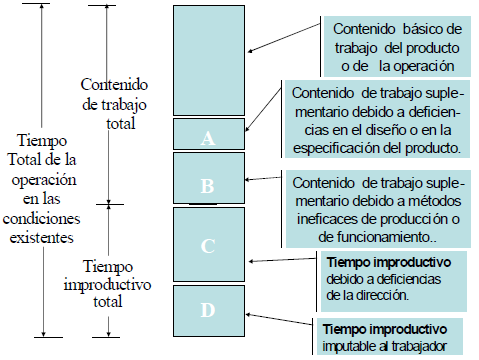 Tiempo
Total de la
operación
en las
condiciones
existentes
Contenido
de trabajo
total
Tiempo
improductivo
total
A
B
C
D
Contenido básico de
trabajo del producto
o de la operación
Contenido de trabajo suple-
mentario debido a deficien-
cias en el diseño o en la
especificación del producto.
Contenido de trabajo suple-
mentario debido a métodos
ineficaces de producción o
de funcionamiento..
Tiempo improductivo
debido a deficiencias
de la dirección.
Tiempo improductivo
imputable al trabajador